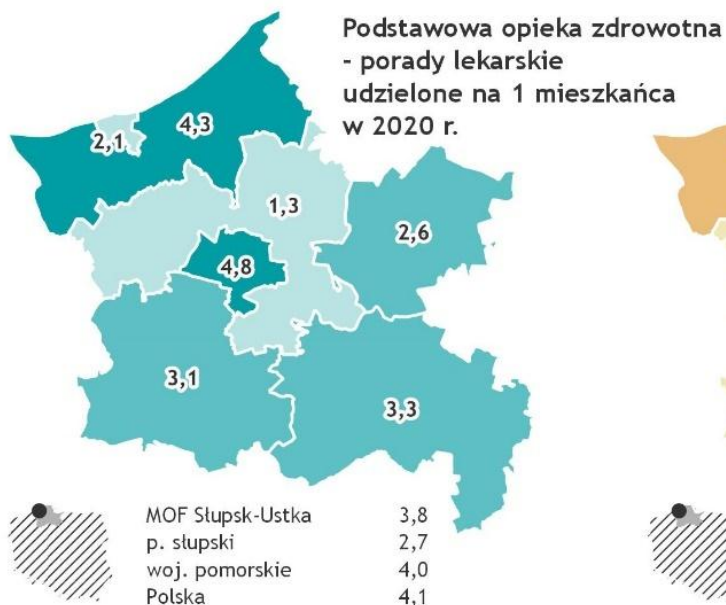 Podstawowa opieka zdrowotna
- porady lekarskie
udzielone na 1 mieszkańca
w 2020 r.
4,3
2,1
1,3
2,6
4,8
3,1
3,3
MOF Słupsk-Ustka 3,8
p. słupski 2,7
woj. pomorskie 4,0
Polska 4,1